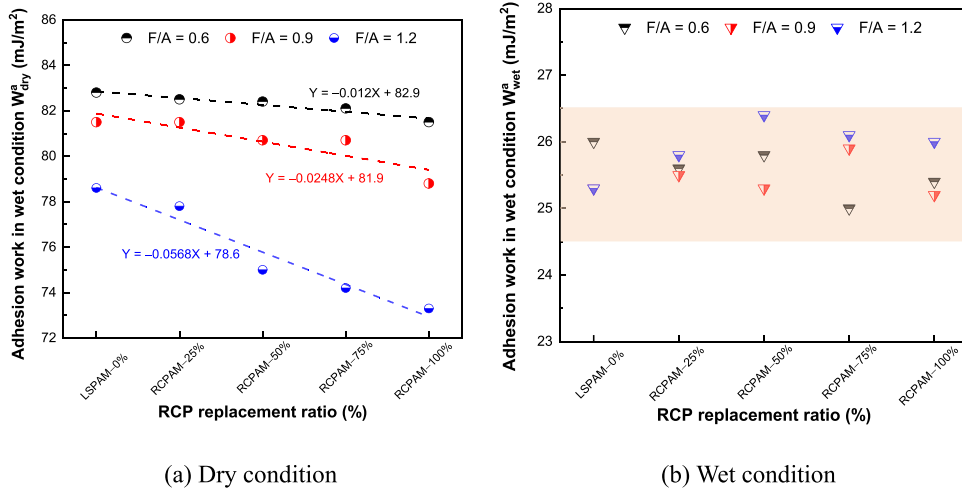 Adhesion work in wet condition Wᵃdry (mJ/m²)
86
84
82
80
78
76
74
72
F/A = 0.6
F/A = 0.9
F/A = 1.2
Y = –0.012X + 82.9
Y = –0.0248X + 81.9
Y = –0.0568X + 78.6
LSPAM–0%
RCPAM–25%
RCPAM–50%
RCPAM–75%
RCPAM–100%
RCP replacement ratio (%)
(a) Dry condition
Adhesion work in wet condition Wᵃwet (mJ/m²)
28
27
26
25
24
23
F/A = 0.6
F/A = 0.9
F/A = 1.2
LSPAM–0%
RCPAM–25%
RCPAM–50%
RCPAM–75%
RCPAM–100%
RCP replacement ratio (%)
(b) Wet condition